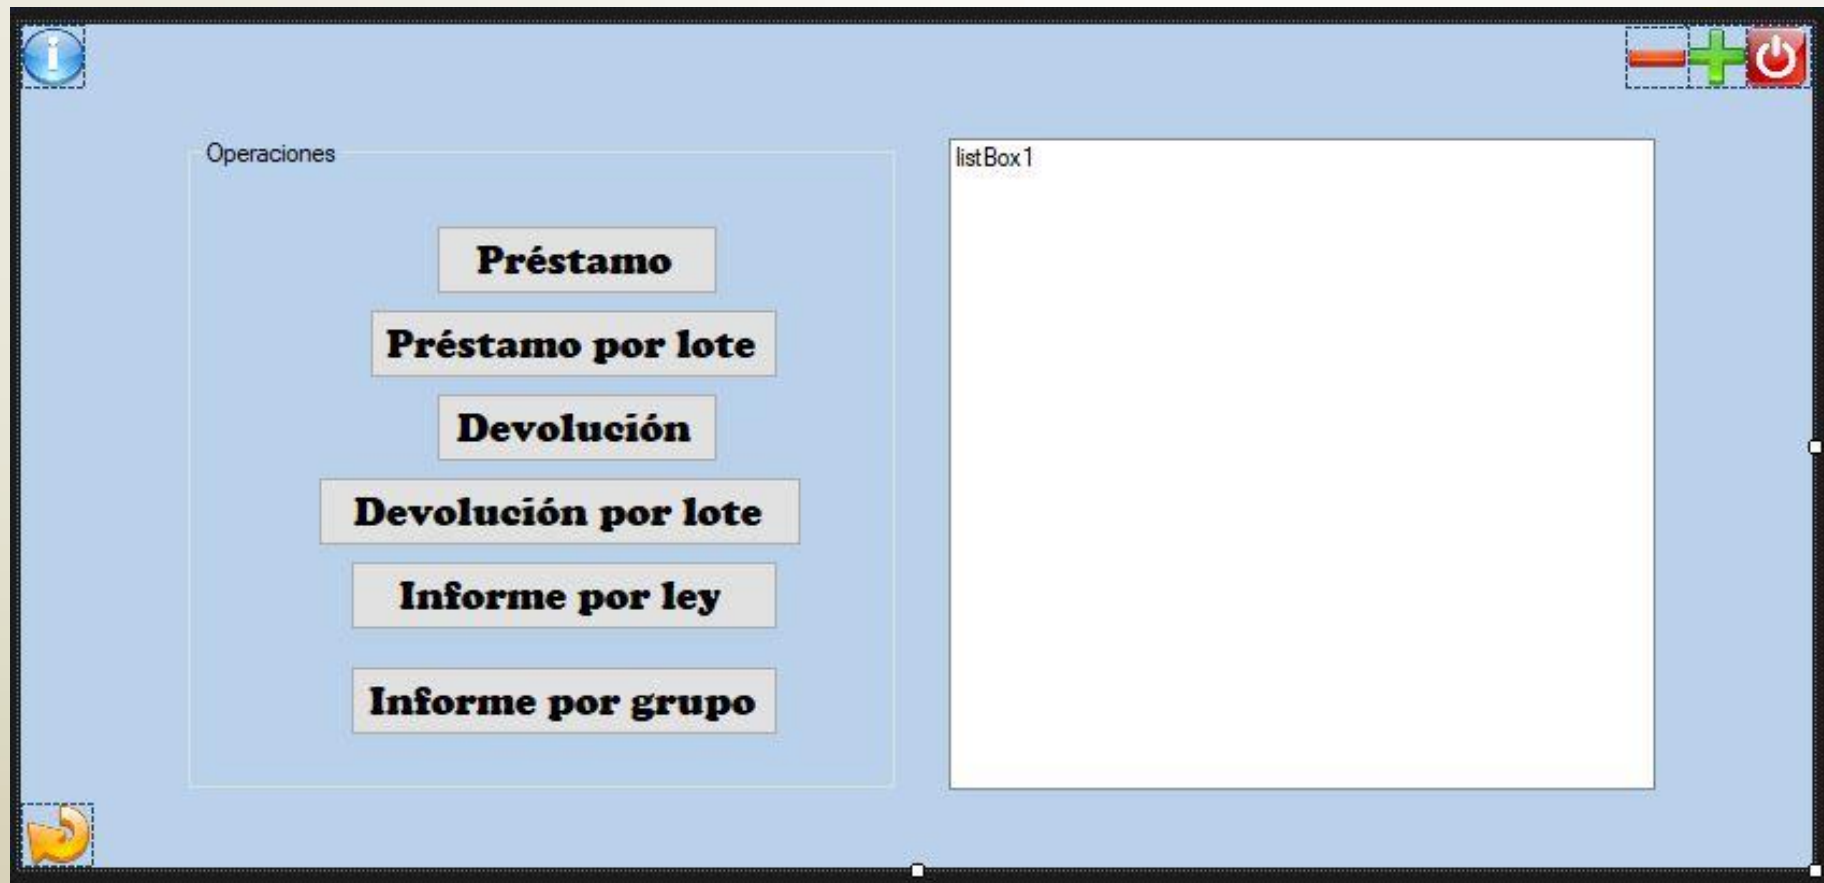 Operaciones
Préstamo
Préstamo por lote
Devolución
Devolución por lote
Informe por ley
Informe por grupo
listBox1